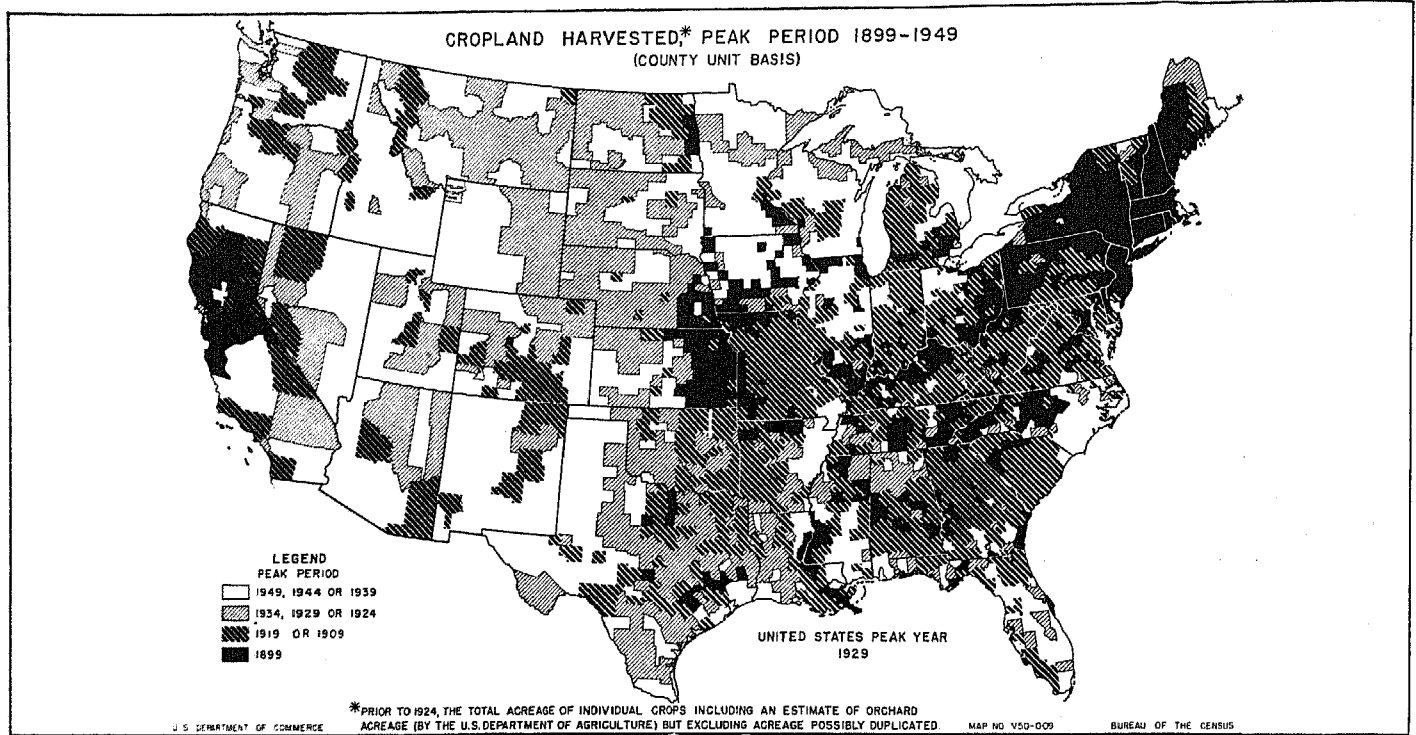 CROPLAND HARVESTED,* PEAK PERIOD 1899-1949
(COUNTY UNIT BASIS)
LEGEND
PEAK PERIOD
1949, 1944 OR 1939
1934, 1929 OR 1924
1919 OR 1909
1899
UNITED STATES PEAK YEAR
1929
*PRIOR TO 1924, THE TOTAL ACREAGE OF INDIVIDUAL CROPS INCLUDING AN ESTIMATE OF ORCHARD
ACREAGE (BY THE U.S. DEPARTMENT OF AGRICULTURE) BUT EXCLUDING ACREAGE POSSIBLY DUPLICATED.
U S DEPARTMENT OF COMMERCE
MAP NO V50-009
BUREAU OF THE CENSUS